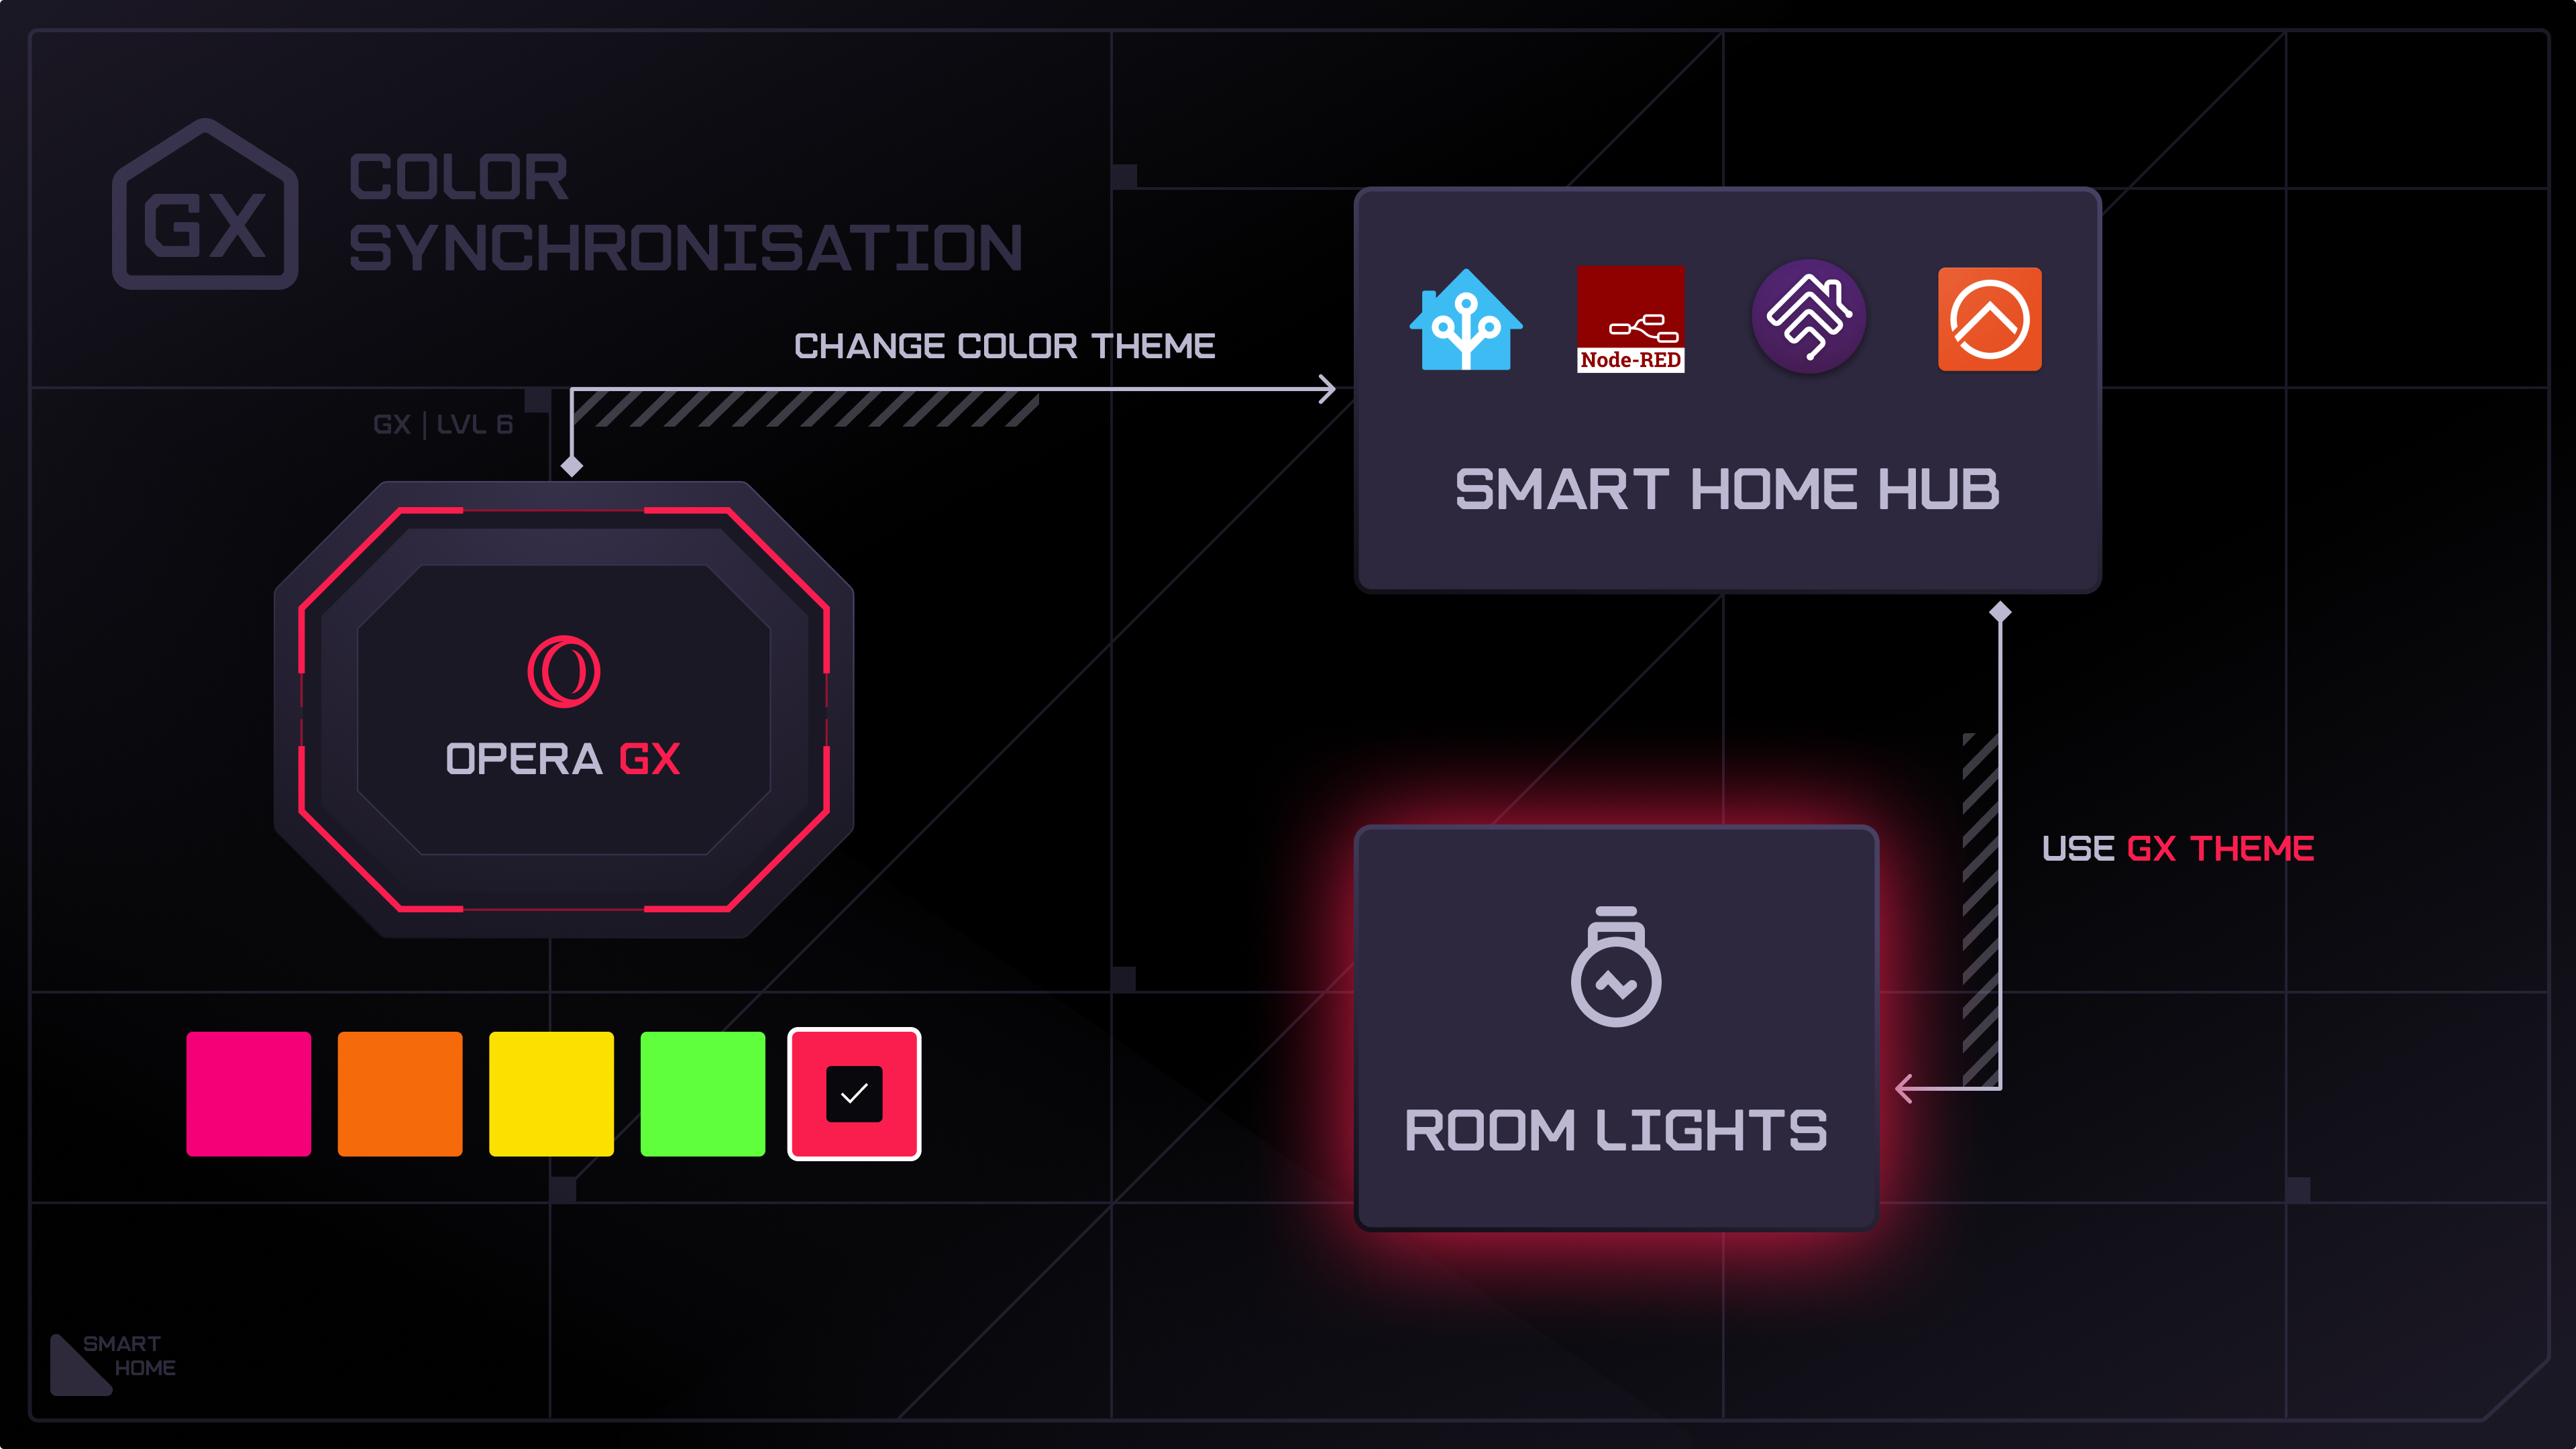 GX
COLOR
SYNCHRONISATION
CHANGE COLOR THEME
GX | LVL 6
Node-RED
SMART HOME HUB
OPERA GX
USE GX THEME
ROOM LIGHTS
SMART
HOME